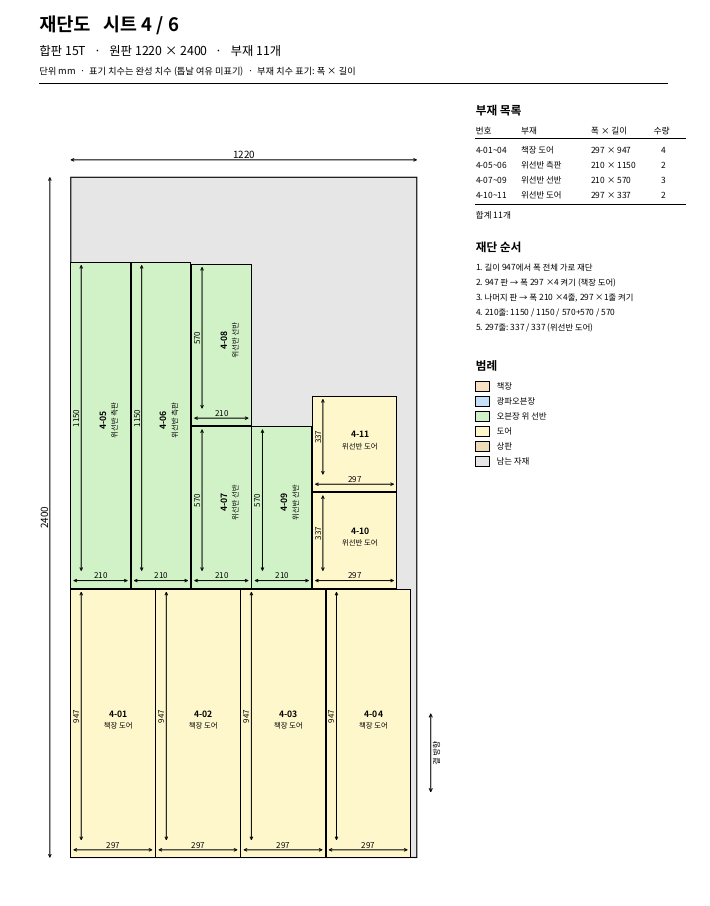 재단도 시트 4 / 6
합판 15T · 원판 1220 × 2400 · 부재 11개
단위 mm · 표기 치수는 완성 치수 (톱날 여유 미표기) · 부재 치수 표기: 폭 × 길이
부재 목록
번호 부재 폭 × 길이 수량
4-01~04 책장 도어 297 × 947 4
4-05~06 위선반 측판 210 × 1150 2
4-07~09 위선반 선반 210 × 570 3
4-10~11 위선반 도어 297 × 337 2
합계 11개
재단 순서
1. 길이 947에서 폭 전체 가로 재단
2. 947 판 → 폭 297 ×4 켜기 (책장 도어)
3. 나머지 판 → 폭 210 ×4줄, 297 ×1줄 켜기
4. 210줄: 1150 / 1150 / 570+570 / 570
5. 297줄: 337 / 337 (위선반 도어)
범례
책장
광파오븐장
오븐장 위 선반
도어
상판
남는 자재
1220
2400
1150
4-05
위선반 측판
210
1150
4-06
위선반 측판
210
570
4-08
위선반 선반
210
570
4-07
위선반 선반
210
570
4-09
위선반 선반
210
337
4-11
위선반 도어
297
337
4-10
위선반 도어
297
947
4-01
책장 도어
297
947
4-02
책장 도어
297
947
4-03
책장 도어
297
947
4-04
책장 도어
297
결 방향